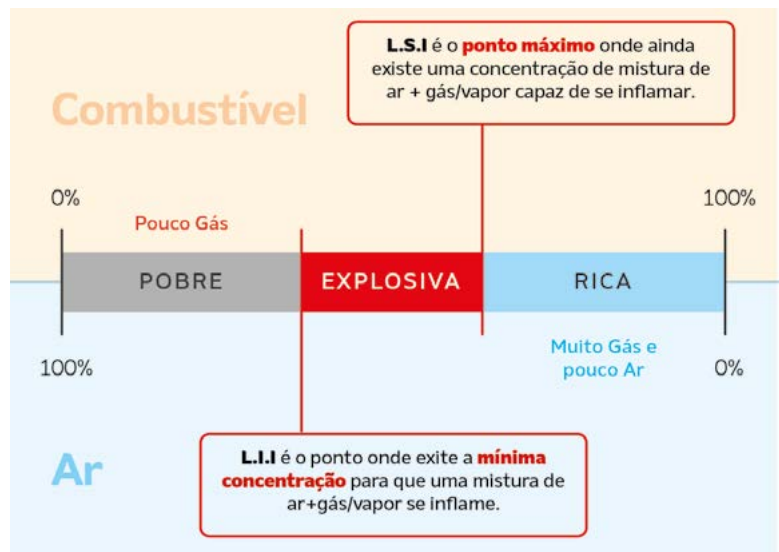 L.S.I é o ponto máximo onde ainda
existe uma concentração de mistura de
ar + gás/vapor capaz de se inflamar.
Combustível
0%
100%
Pouco Gás
POBRE
EXPLOSIVA
RICA
100%
Muito Gás e
pouco Ar
0%
Ar
L.I.I é o ponto onde exite a mínima
concentração para que uma mistura de
ar+gás/vapor se inflame.